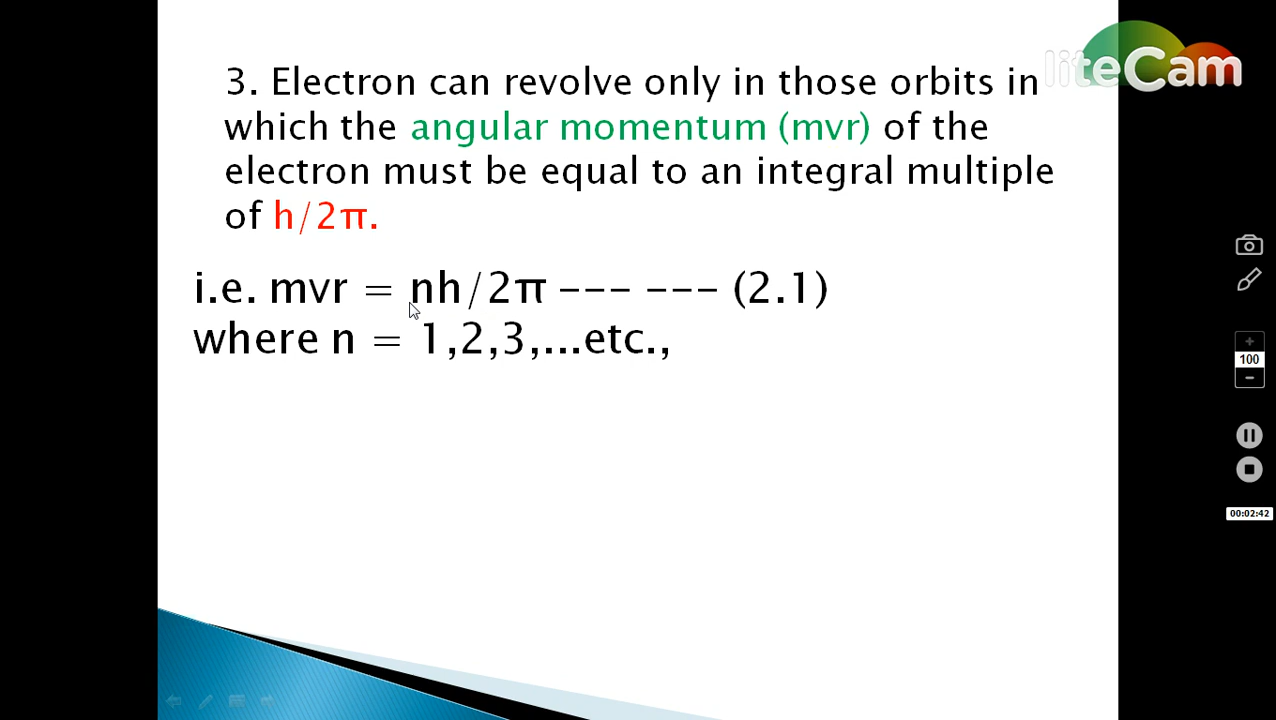 liteCam
3. Electron can revolve only in those orbits in
which the angular momentum (mvr) of the
electron must be equal to an integral multiple
of h/2π.
i.e. mvr = nh/2π --- --- (2.1)
where n = 1,2,3,...etc.,
100
00:02:42